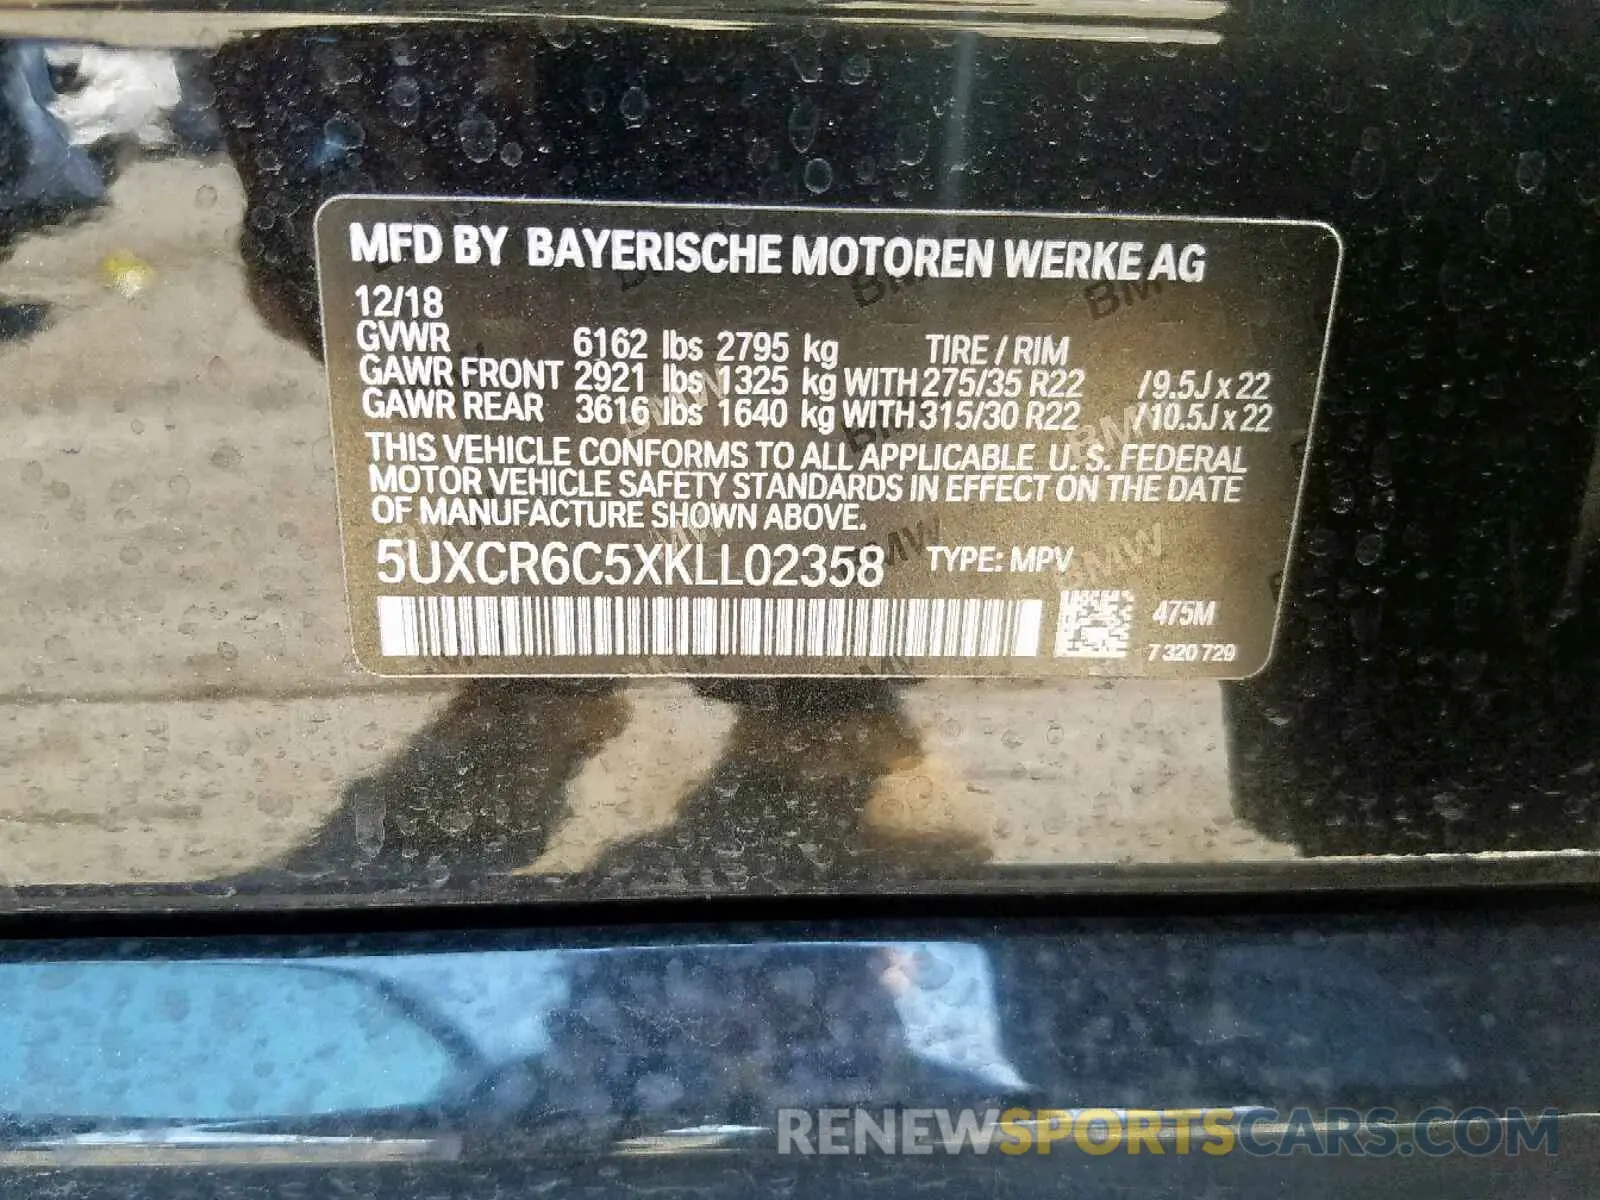 MFD BY BAYERISCHE MOTOREN WERKE AG
12/18
GVWR 6162 lbs 2795 kg TIRE / RIM
GAWR FRONT 2921 lbs 1325 kg WITH 275/35 R22 /9.5J x 22
GAWR REAR 3616 lbs 1640 kg WITH 315/30 R22 /10.5J x 22
THIS VEHICLE CONFORMS TO ALL APPLICABLE U.S. FEDERAL
MOTOR VEHICLE SAFETY STANDARDS IN EFFECT ON THE DATE
OF MANUFACTURE SHOWN ABOVE.
5UXCR6C5XKLL02358 TYPE: MPV
475M
7 320 729
RENEWSPORTSCARS.COM